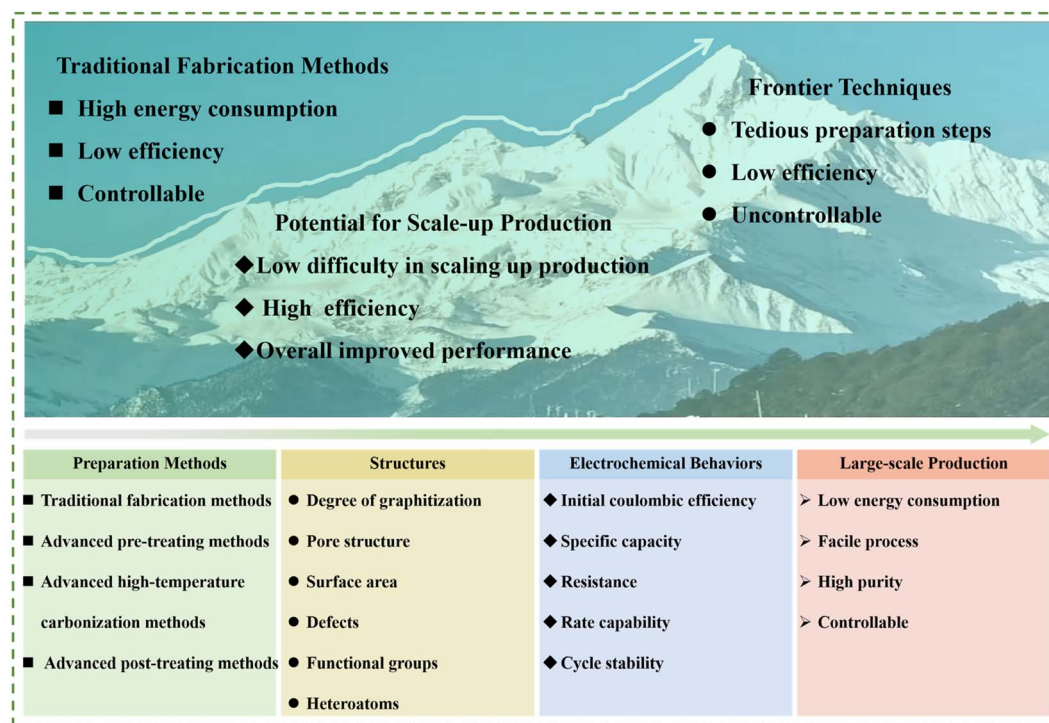 Traditional Fabrication Methods
■ High energy consumption
■ Low efficiency
■ Controllable
Frontier Techniques
● Tedious preparation steps
● Low efficiency
● Uncontrollable
Potential for Scale-up Production
◆Low difficulty in scaling up production
◆ High efficiency
◆Overall improved performance
Preparation Methods
■ Traditional fabrication methods
■ Advanced pre-treating methods
■ Advanced high-temperature
carbonization methods
■ Advanced post-treating methods
Structures
● Degree of graphitization
● Pore structure
● Surface area
● Defects
● Functional groups
● Heteroatoms
Electrochemical Behaviors
◆ Initial coulombic efficiency
◆ Specific capacity
◆ Resistance
◆ Rate capability
◆ Cycle stability
Large-scale Production
➢ Low energy consumption
➢ Facile process
➢ High purity
➢ Controllable